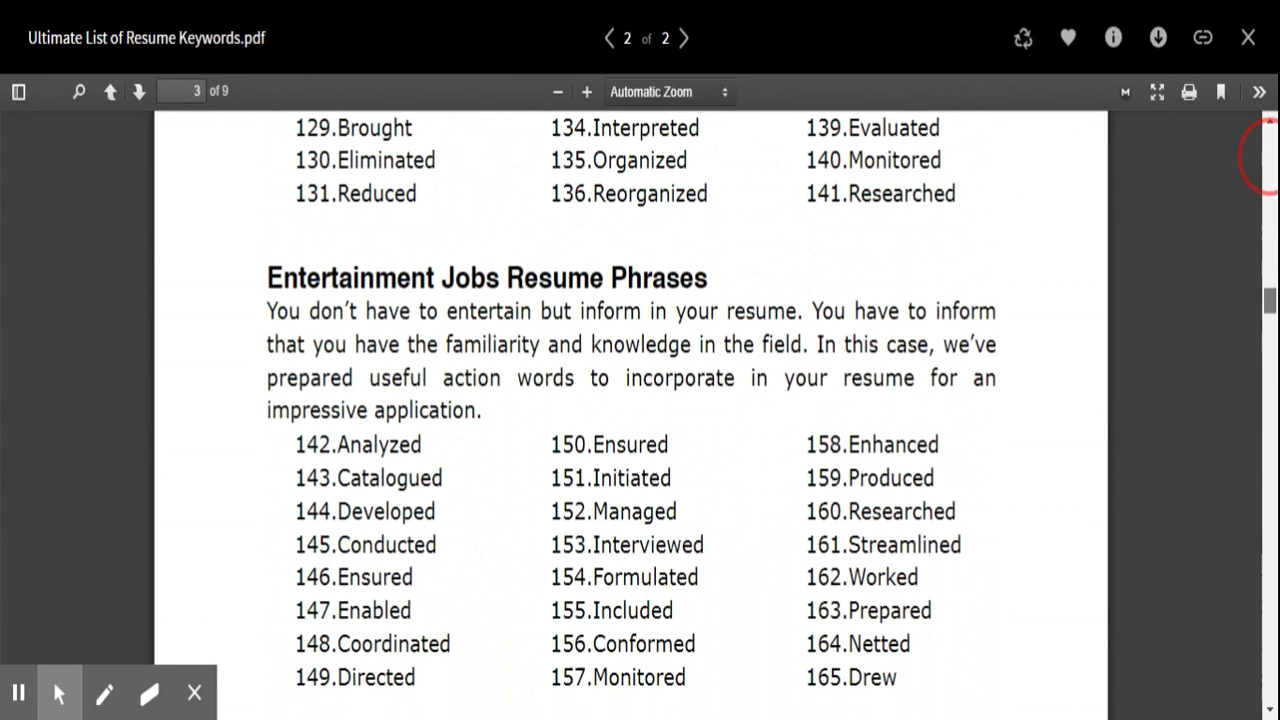 Ultimate List of Resume Keywords.pdf
2 of 2
3 of 9
Automatic Zoom
M
129.Brought 134.Interpreted 139.Evaluated
130.Eliminated 135.Organized 140.Monitored
131.Reduced 136.Reorganized 141.Researched
Entertainment Jobs Resume Phrases
You don't have to entertain but inform in your resume. You have to inform
that you have the familiarity and knowledge in the field. In this case, we've
prepared useful action words to incorporate in your resume for an
impressive application.
142.Analyzed 150.Ensured 158.Enhanced
143.Catalogued 151.Initiated 159.Produced
144.Developed 152.Managed 160.Researched
145.Conducted 153.Interviewed 161.Streamlined
146.Ensured 154.Formulated 162.Worked
147.Enabled 155.Included 163.Prepared
148.Coordinated 156.Conformed 164.Netted
149.Directed 157.Monitored 165.Drew